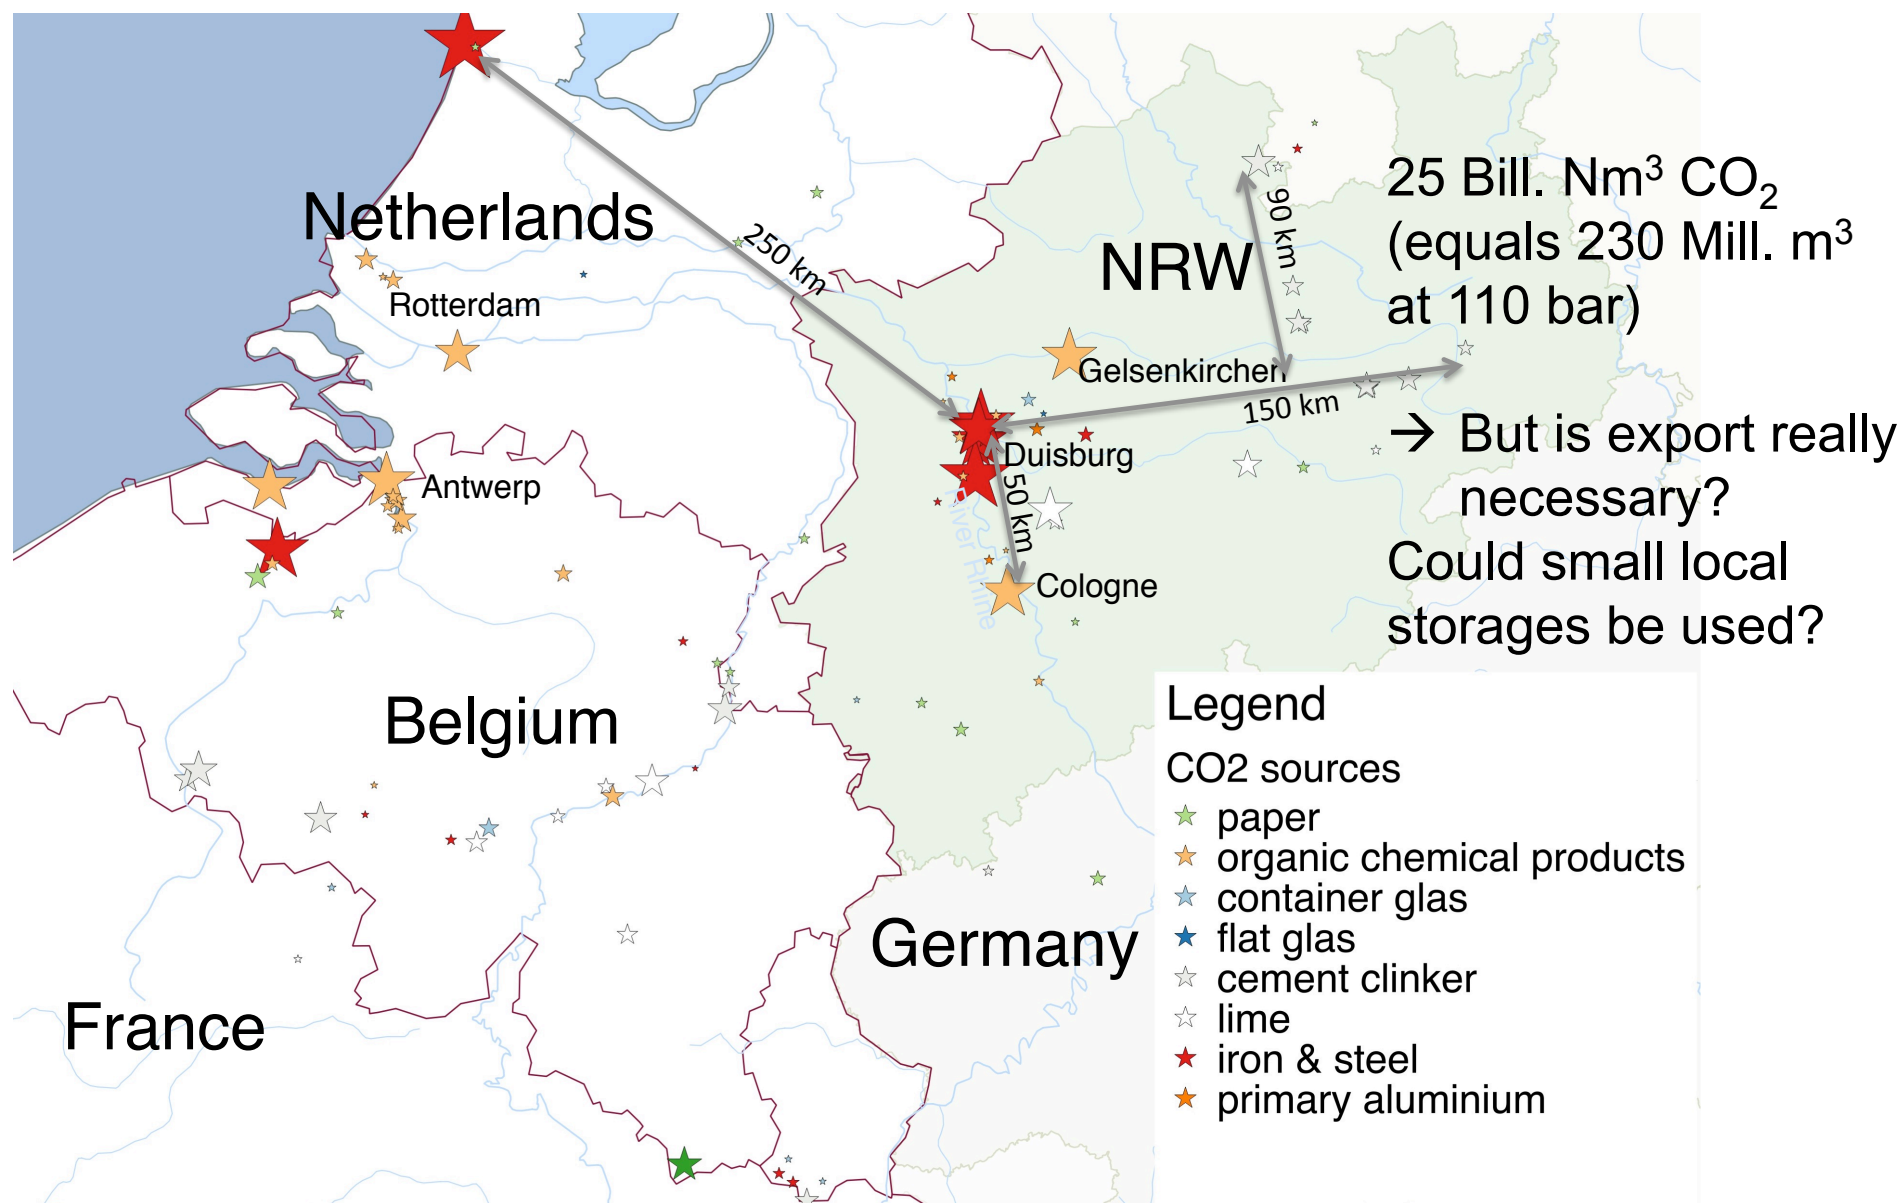 Netherlands
250 km
Rotterdam
NRW
90 km
25 Bill. Nm³ CO₂
(equals 230 Mill. m³
at 110 bar)
Gelsenkirchen
150 km
→ But is export really
necessary?
Could small local
storages be used?
Duisburg
Antwerp
50 km
River Rhine
Cologne
Belgium
Germany
France
Legend
CO2 sources
paper
organic chemical products
container glas
flat glas
cement clinker
lime
iron & steel
primary aluminium